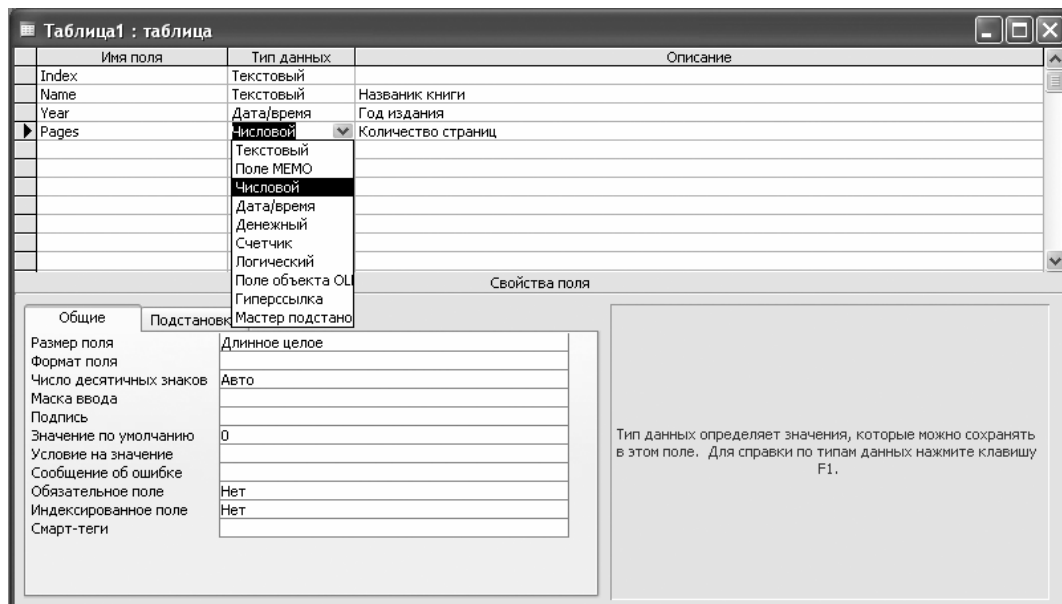 Таблица1 : таблица
Имя поля Тип данных Описание
Index Текстовый
Name Текстовый Названик книги
Year Дата/время Год издания
Pages Числовой Количество страниц
Текстовый
Поле МЕМО
Числовой
Дата/время
Денежный
Счетчик
Логический
Поле объекта OL
Гиперссылка
Мастер подстано
Свойства поля
Общие Подстановк
Размер поля Длинное целое
Формат поля
Число десятичных знаков Авто
Маска ввода
Подпись
Значение по умолчанию 0
Условие на значение
Сообщение об ошибке
Обязательное поле Нет
Индексированное поле Нет
Смарт-теги
Тип данных определяет значения, которые можно сохранять
в этом поле. Для справки по типам данных нажмите клавишу
F1.